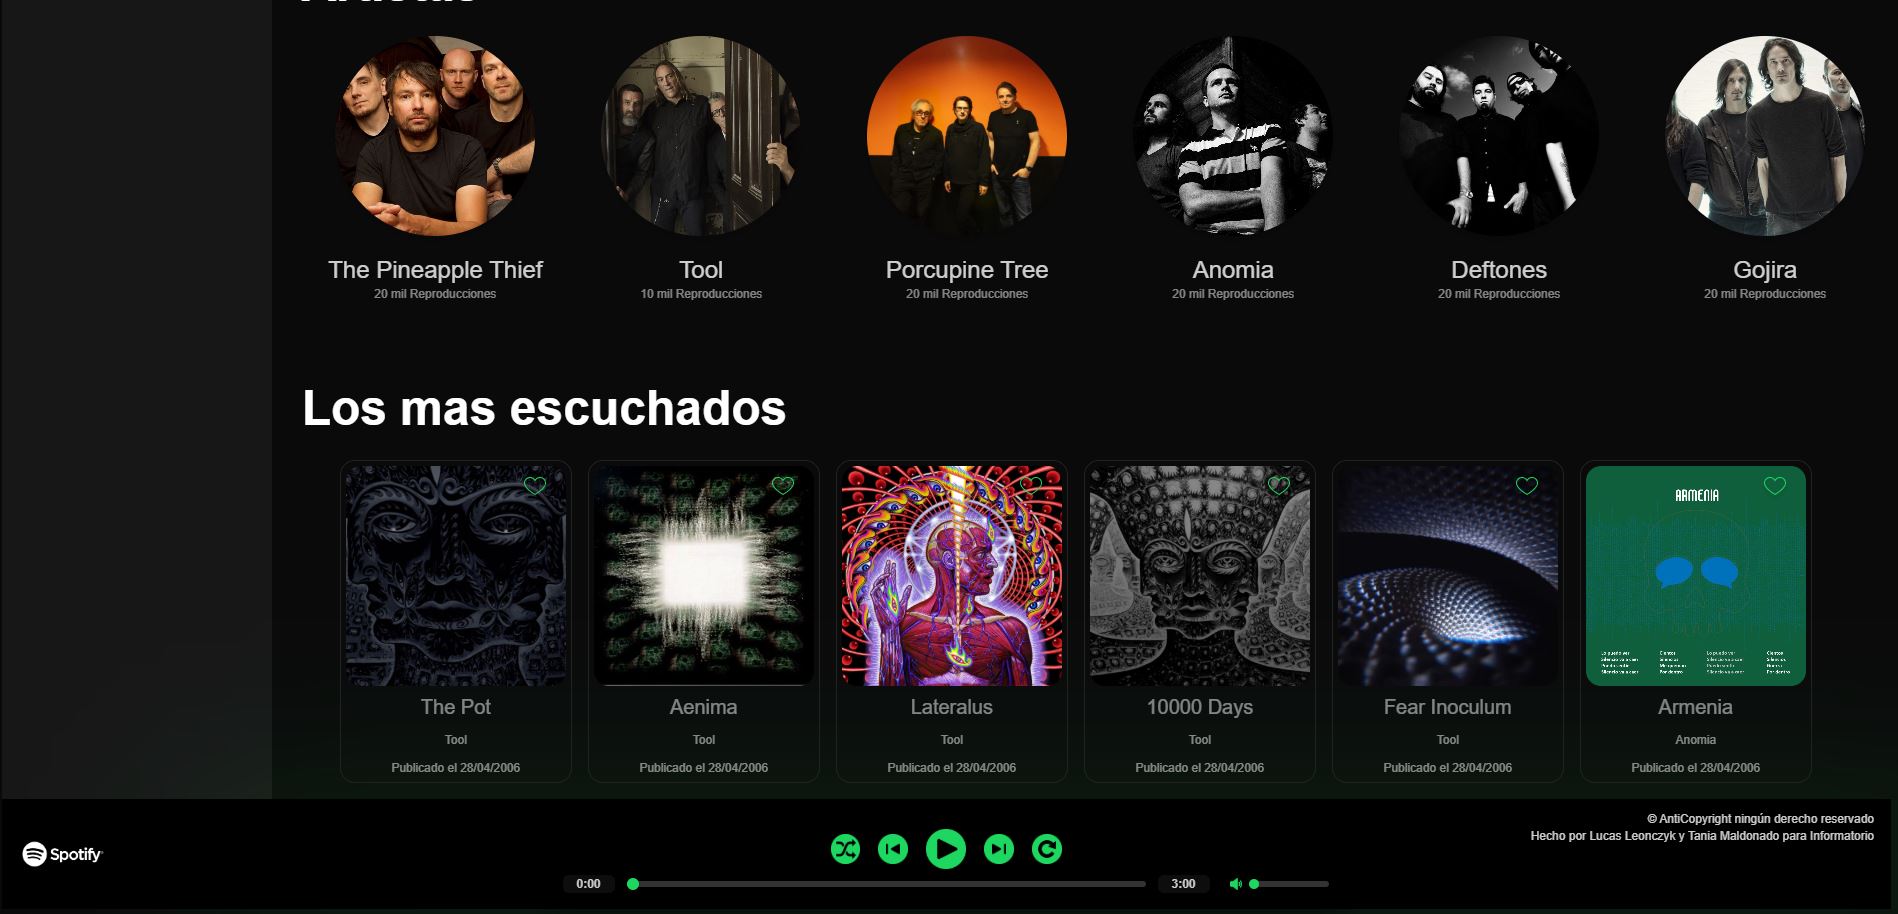 The Pineapple Thief
20 mil Reproducciones
Tool
10 mil Reproducciones
Porcupine Tree
20 mil Reproducciones
Anomia
20 mil Reproducciones
Deftones
20 mil Reproducciones
Gojira
20 mil Reproducciones
Los mas escuchados
The Pot
Tool
Publicado el 28/04/2006
Aenima
Tool
Publicado el 28/04/2006
Lateralus
Tool
Publicado el 28/04/2006
10000 Days
Tool
Publicado el 28/04/2006
Fear Inoculum
Tool
Publicado el 28/04/2006
ARMENIA
Armenia
Anomia
Publicado el 28/04/2006
Spotify
0:00
3:00
© AntiCopyright ningún derecho reservado
Hecho por Lucas Leonczyk y Tania Maldonado para Informatorio